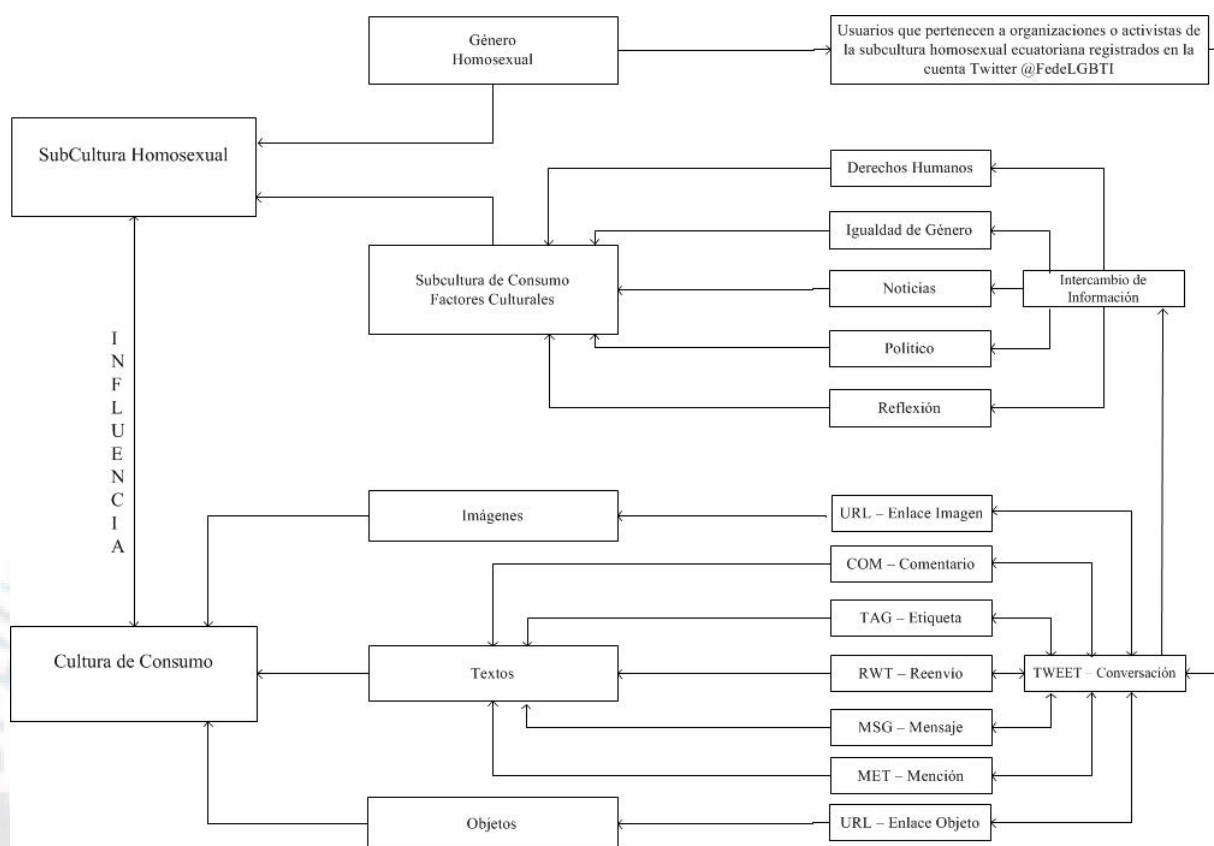 Género
Homosexual
Usuarios que pertenecen a organizaciones o activistas de
la subcultura homosexual ecuatoriana registrados en la
cuenta Twitter @FedeLGBTI
SubCultura Homosexual
Derechos Humanos
Igualdad de Género
Subcultura de Consumo
Factores Culturales
Noticias
Intercambio de
Información
Político
Reflexión
INFLUENCIA
Imágenes
URL – Enlace Imagen
COM – Comentario
TAG – Etiqueta
Cultura de Consumo
Textos
RWT – Reenvío
TWEET – Conversación
MSG – Mensaje
MET – Mención
Objetos
URL – Enlace Objeto